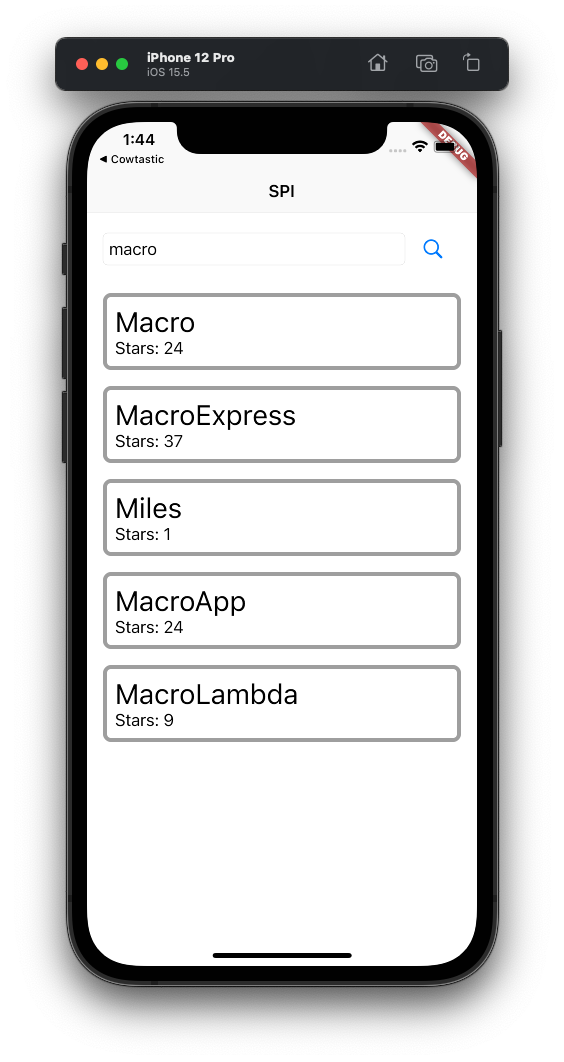 iPhone 12 Pro
iOS 15.5
1:44
DEBUG
◀ Cowtastic
SPI
macro
Macro
Stars: 24
MacroExpress
Stars: 37
Miles
Stars: 1
MacroApp
Stars: 24
MacroLambda
Stars: 9